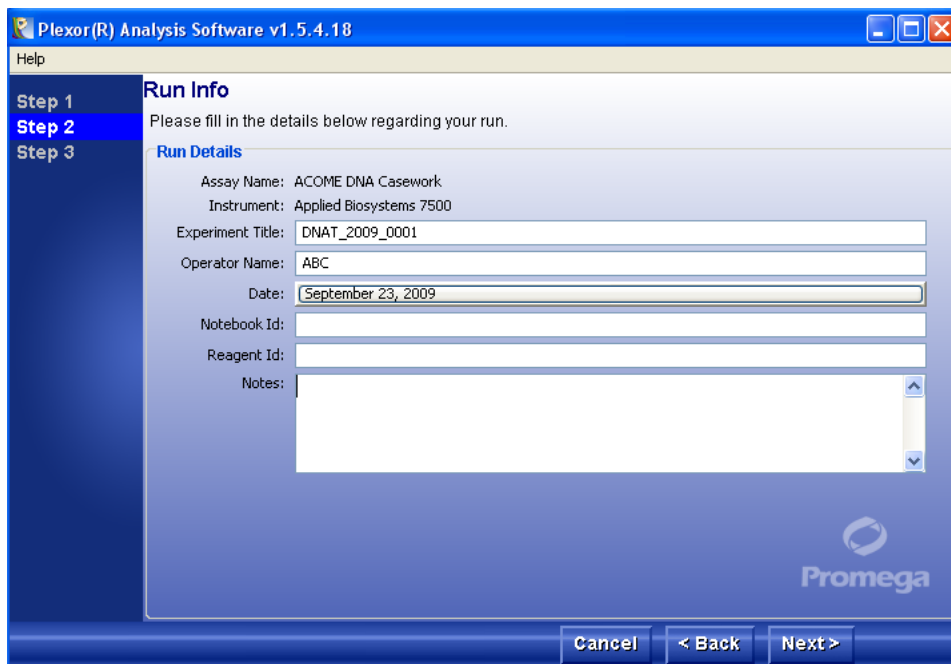 Plexor(R) Analysis Software v1.5.4.18
Help
Step 1
Step 2
Step 3
Run Info
Please fill in the details below regarding your run.
Run Details
Assay Name: ACOME DNA Casework
Instrument: Applied Biosystems 7500
Experiment Title: DNAT_2009_0001
Operator Name: ABC
Date: September 23, 2009
Notebook Id:
Reagent Id:
Notes:
Promega
Cancel < Back Next >